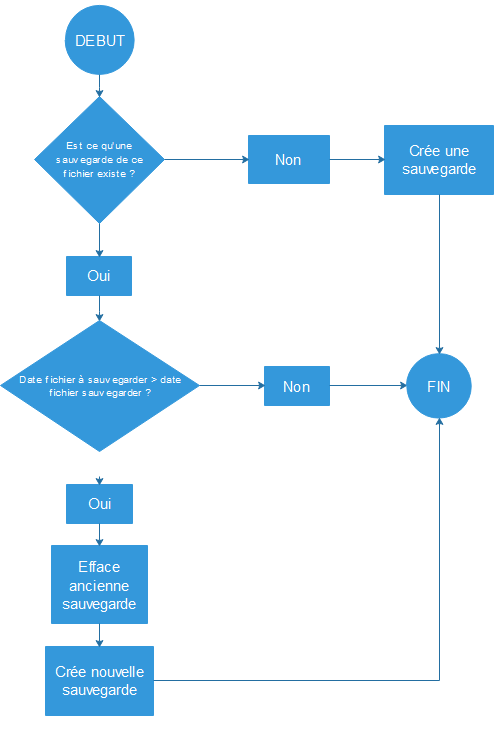 DEBUT
Est ce qu'une
sauvegarde de ce
fichier existe ?
Non
Crée une
sauvegarde
Oui
Date fichier à sauvegarder > date
fichier sauvegarder ?
Non
FIN
Oui
Efface
ancienne
sauvegarde
Crée nouvelle
sauvegarde